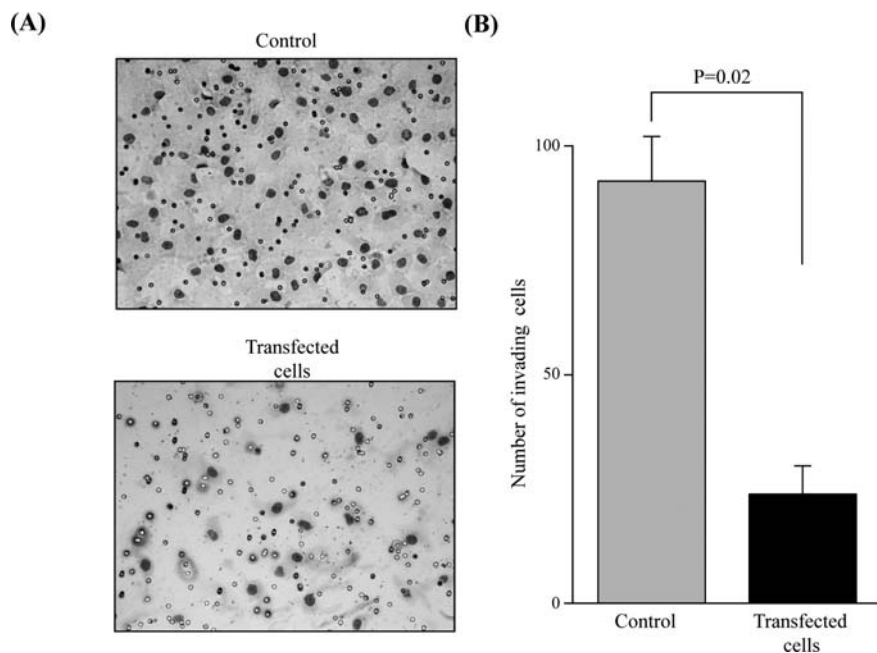 (A)
Control
Transfected
cells
(B)
P=0.02
100
50
0
Number of invading cells
Control
Transfected
cells